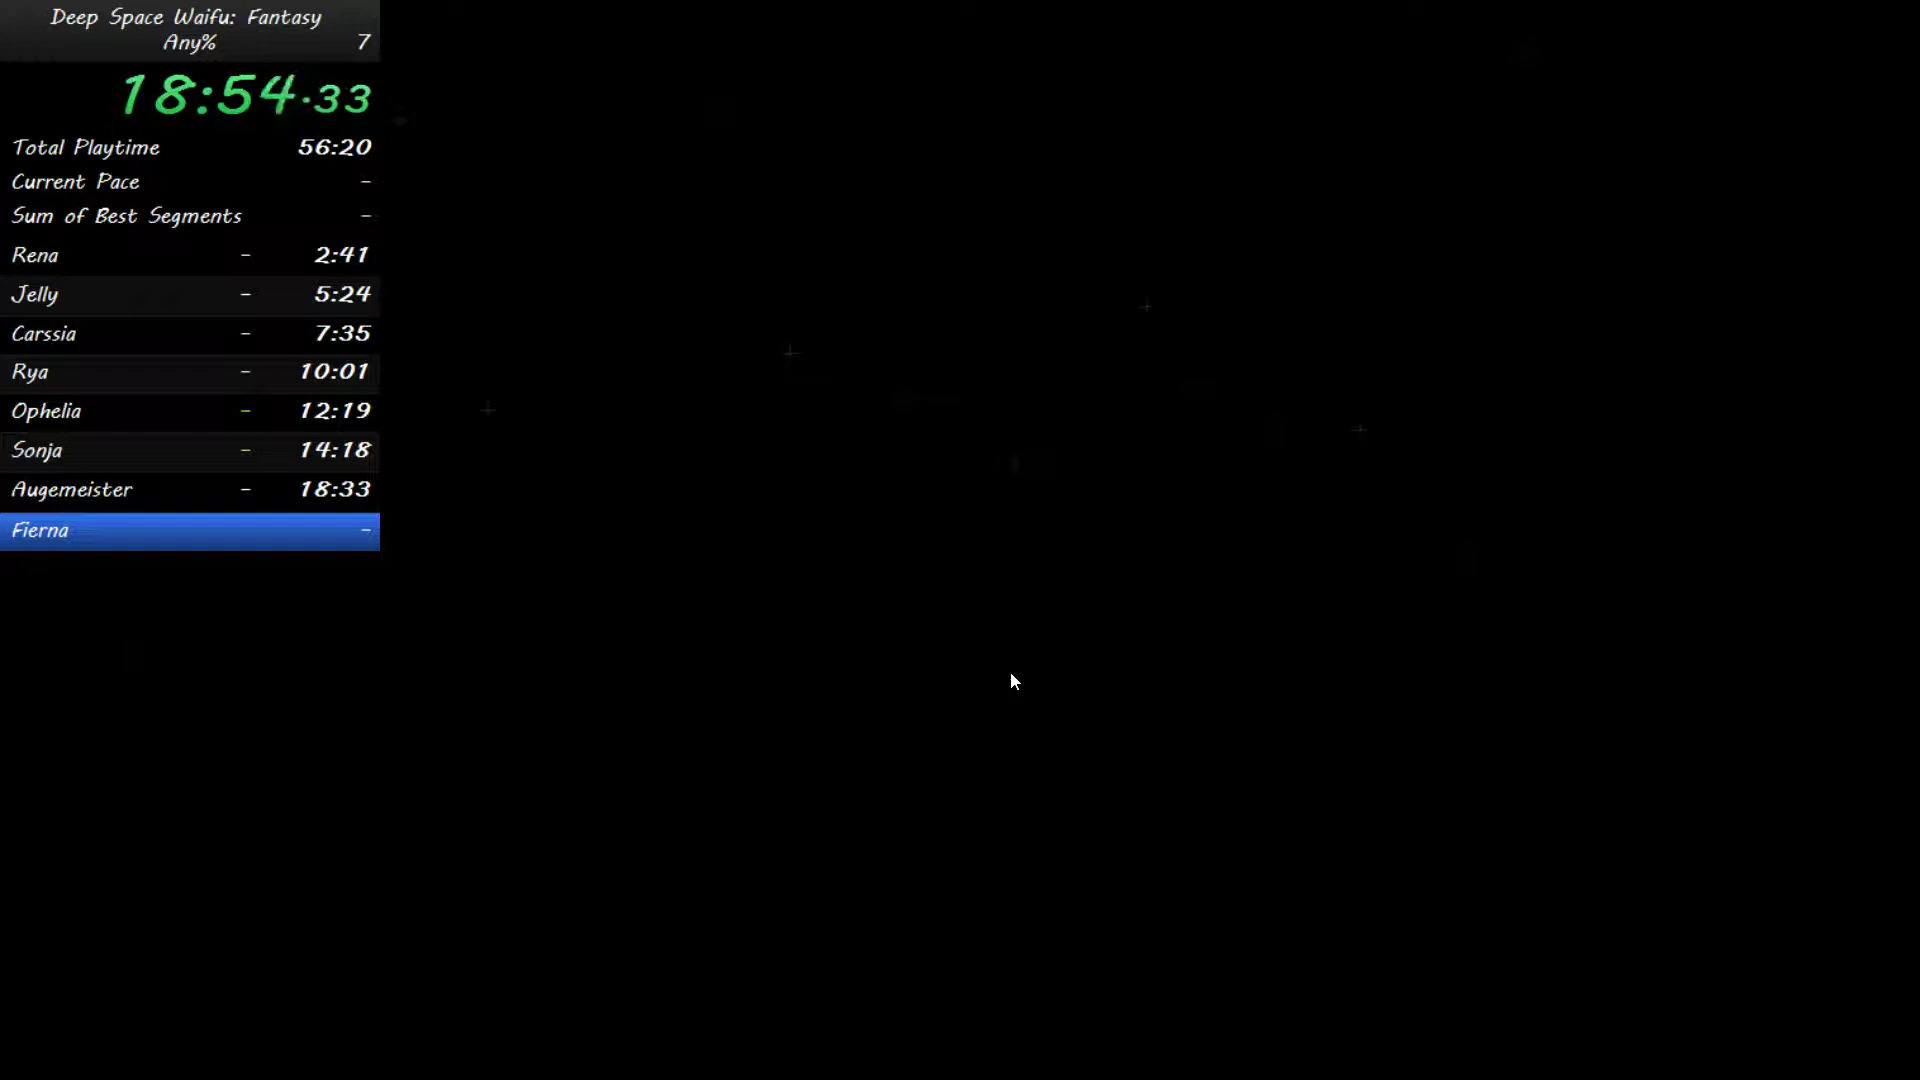 Deep Space Waifu: Fantasy
Any% 7
18:54.33
Total Playtime 56:20
Current Pace -
Sum of Best Segments -
Rena - 2:41
Jelly - 5:24
Carssia - 7:35
Rya - 10:01
Ophelia - 12:19
Sonja - 14:18
Augemeister - 18:33
Fierna -